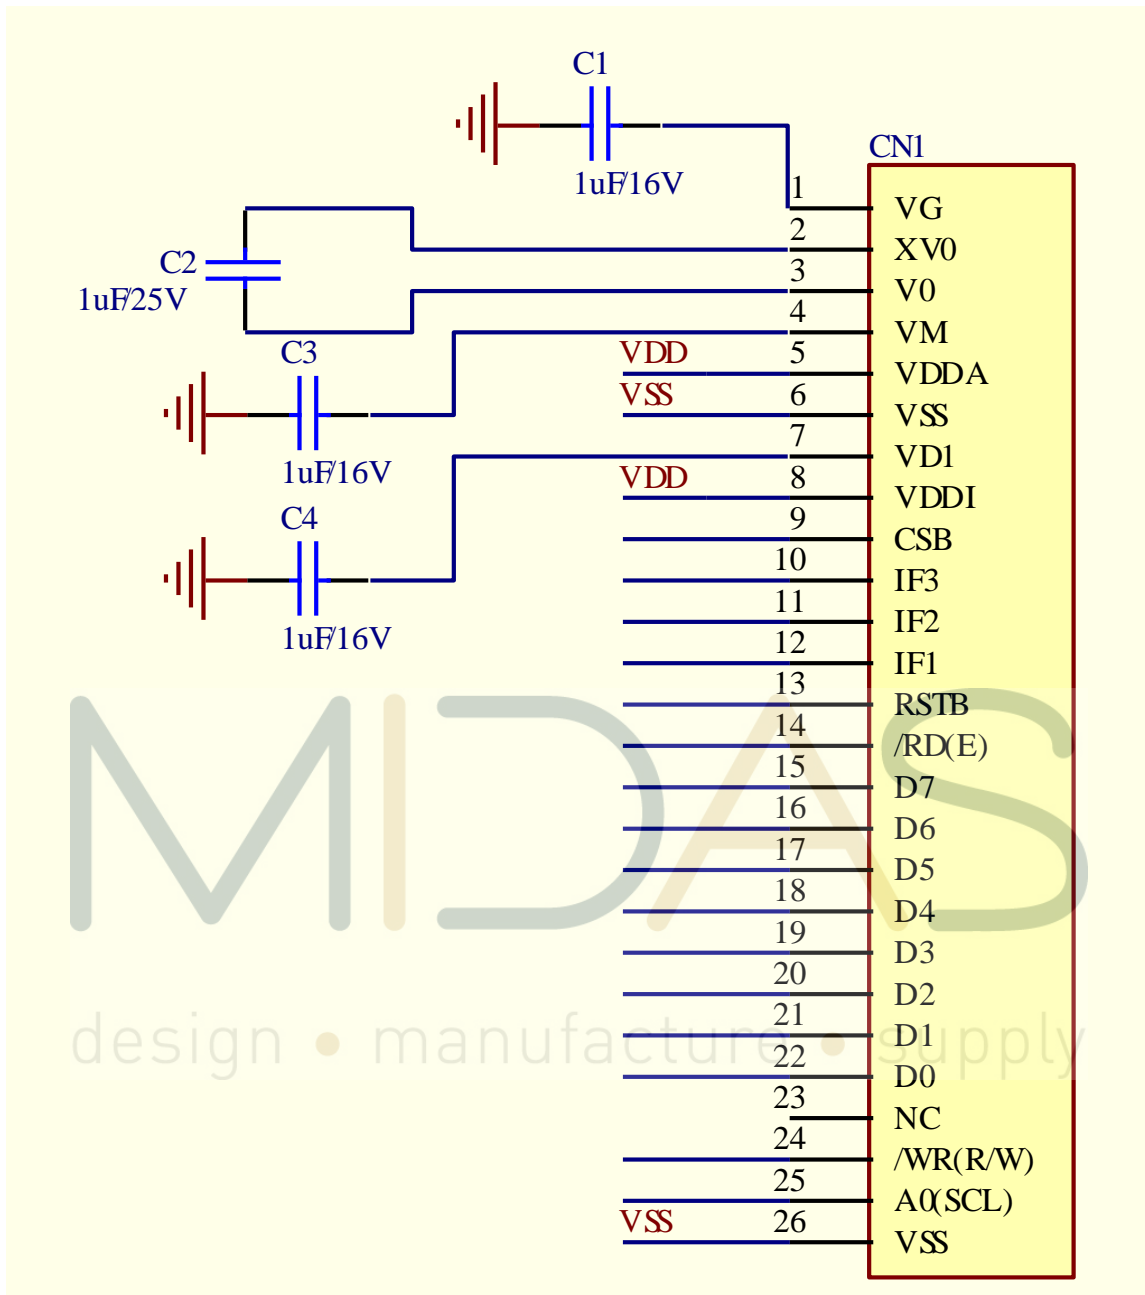 C1
1uF/16V
CN1
C2
1uF/25V
C3
1uF/16V
C4
1uF/16V
1 VG
2 XV0
3 V0
4 VM
VDD 5 VDDA
VSS 6 VSS
7 VD1
VDD 8 VDDI
9 CSB
10 IF3
11 IF2
12 IF1
13 RSTB
14 /RD(E)
15 D7
16 D6
17 D5
18 D4
19 D3
20 D2
21 D1
22 D0
23 NC
24 /WR(R/W)
25 A0(SCL)
VSS 26 VSS
MIDAS
design • manufacture • supply